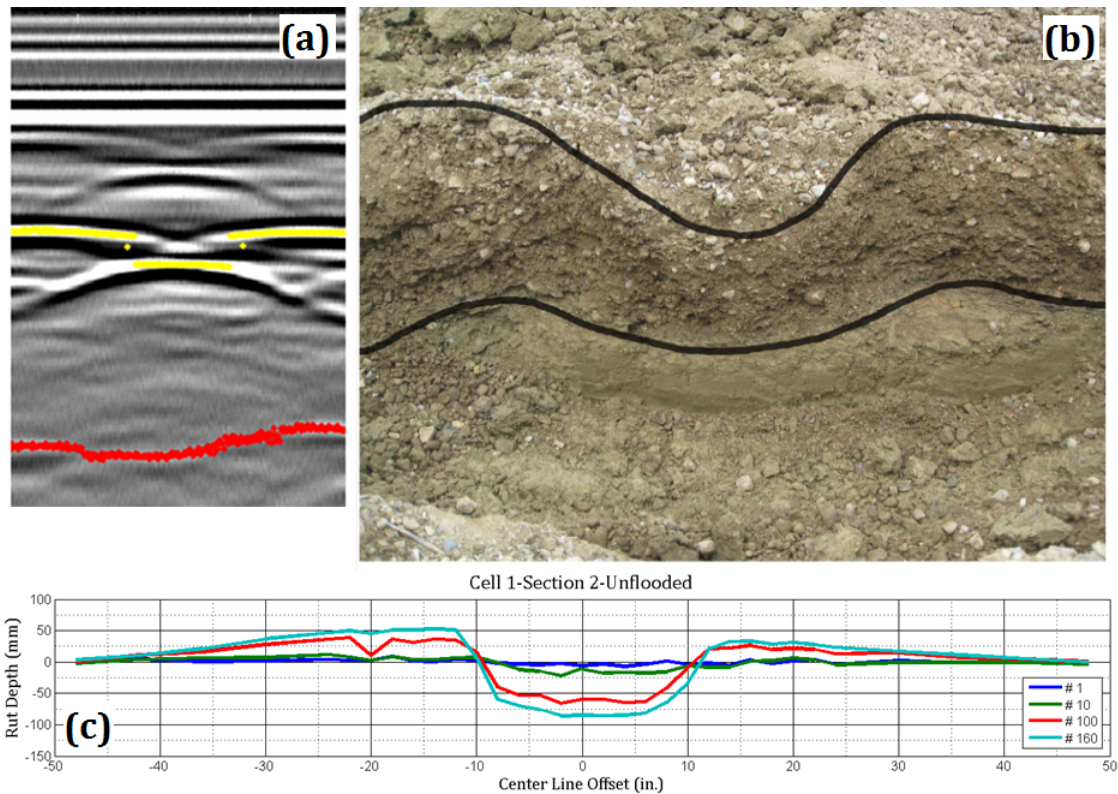 (a)
(b)
Cell 1-Section 2-Unflooded
100
50
0
-50
-100
-150
Rut Depth (mm)
(c)
# 1
# 10
# 100
# 160
-50 -40 -30 -20 -10 0 10 20 30 40 50
Center Line Offset (in.)